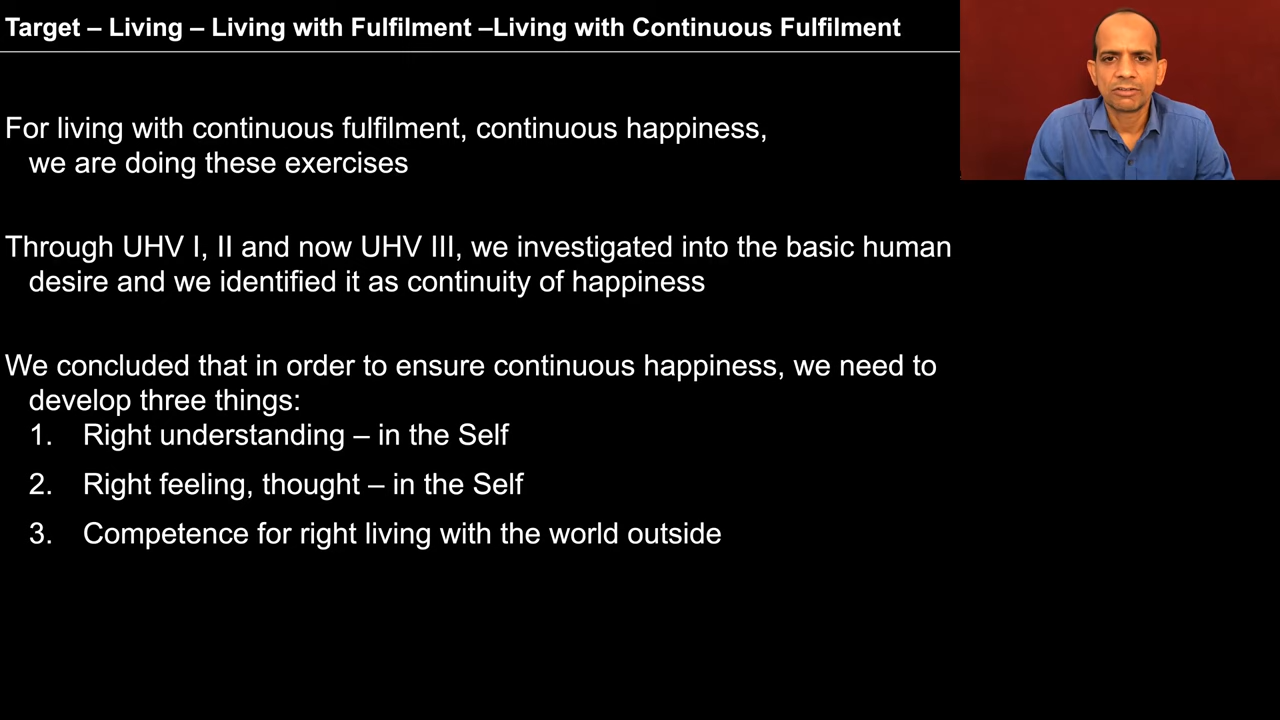 Target – Living – Living with Fulfilment –Living with Continuous Fulfilment
For living with continuous fulfilment, continuous happiness,
we are doing these exercises
Through UHV I, II and now UHV III, we investigated into the basic human
desire and we identified it as continuity of happiness
We concluded that in order to ensure continuous happiness, we need to
develop three things:
1. Right understanding – in the Self
2. Right feeling, thought – in the Self
3. Competence for right living with the world outside